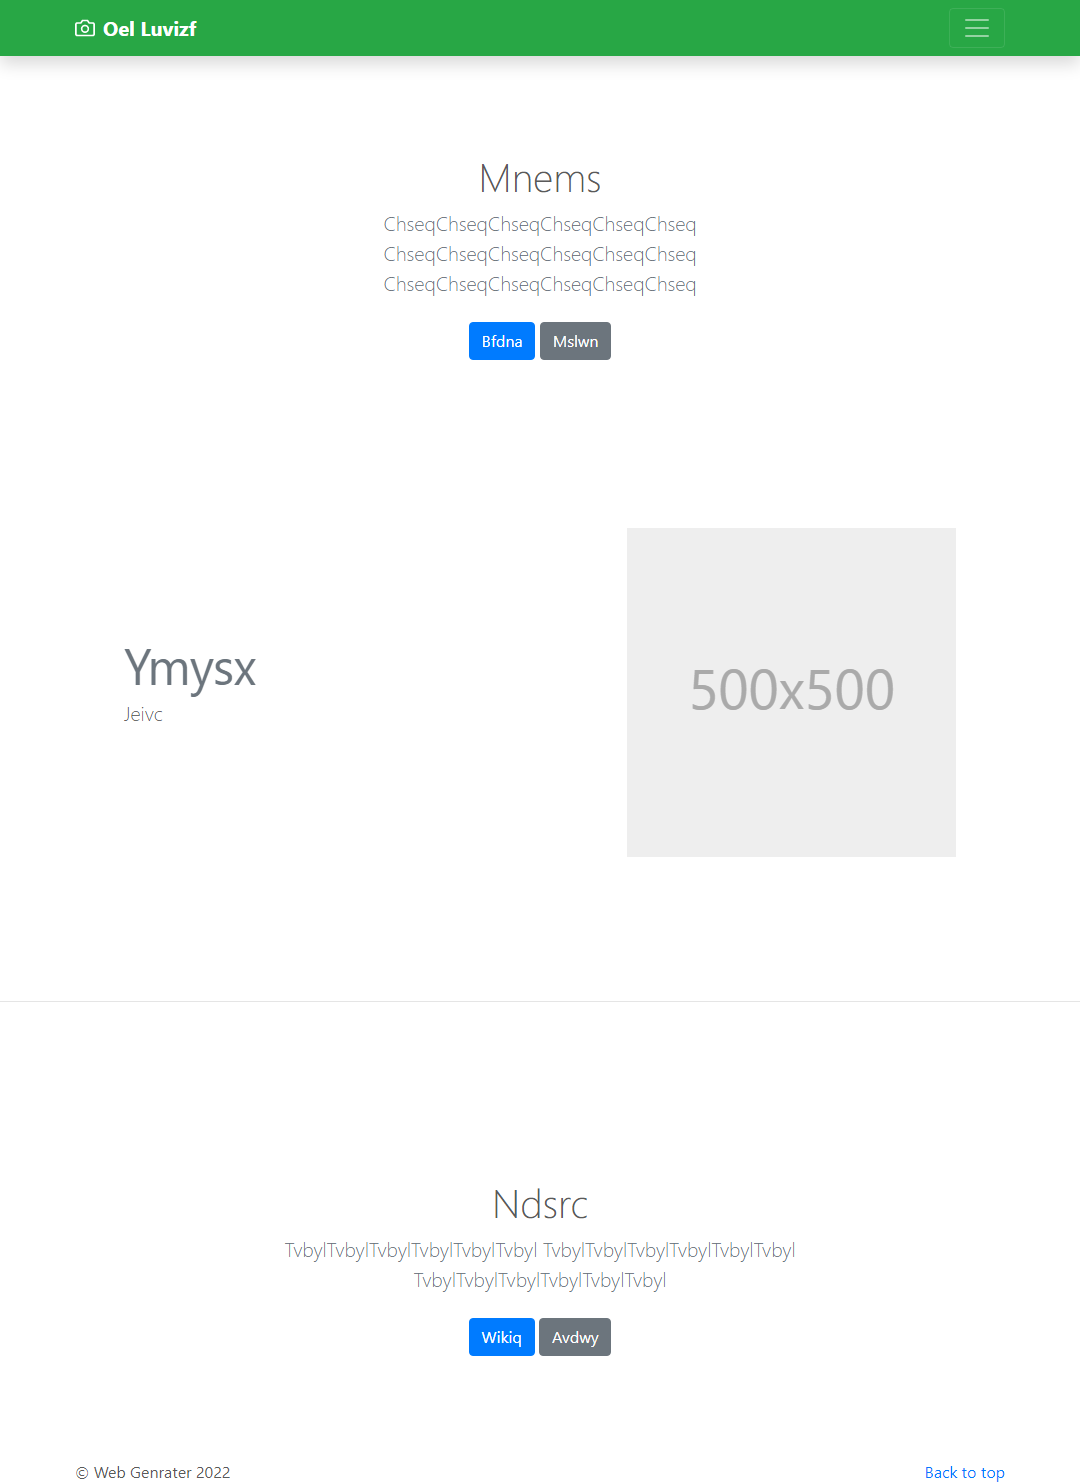 Oel Luvizf
Mnems
ChseqChseqChseqChseqChseqChseq
ChseqChseqChseqChseqChseqChseq
ChseqChseqChseqChseqChseqChseq
Bfdna Mslwn
Ymysx
Jeivc
500x500
Ndsrc
TvbylTvbylTvbylTvbylTvbylTvbyl TvbylTvbylTvbylTvbylTvbylTvbyl
TvbylTvbylTvbylTvbylTvbylTvbyl
Wikiq Avdwy
© Web Genrater 2022 Back to top